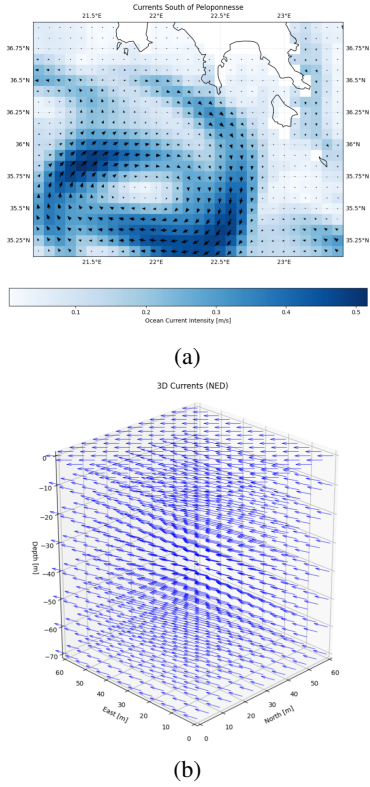 Currents South of Peloponnesse
21.5°E 22°E 22.5°E 23°E
36.75°N 36.75°N
36.5°N 36.5°N
36.25°N 36.25°N
36°N 36°N
35.75°N 35.75°N
35.5°N 35.5°N
35.25°N 35.25°N
21.5°E 22°E 22.5°E 23°E
0.1 0.2 0.3 0.4 0.5
Ocean Current Intensity [m/s]
(a)
3D Currents (NED)
0
−10
−20
−30
−40
−50
−60
−70
Depth [m]
60 50 40 30 20 10 0
East [m]
0 10 20 30 40 50 60
North [m]
(b)